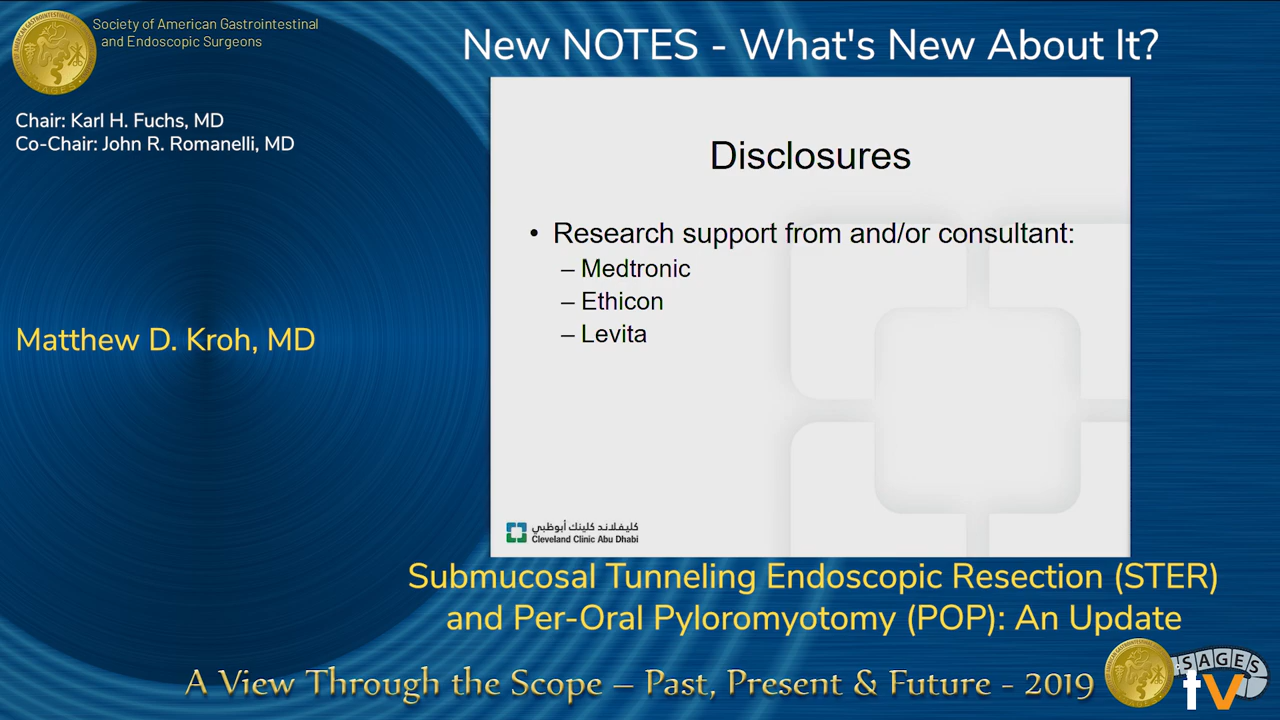 Society of American Gastrointestinal
and Endoscopic Surgeons
New NOTES - What's New About It?
Chair: Karl H. Fuchs, MD
Co-Chair: John R. Romanelli, MD
Matthew D. Kroh, MD
Disclosures
• Research support from and/or consultant:
– Medtronic
– Ethicon
– Levita
كليفلاند كلينك أبوظبي
Cleveland Clinic Abu Dhabi
Submucosal Tunneling Endoscopic Resection (STER)
and Per-Oral Pyloromyotomy (POP): An Update
A View Through the Scope – Past, Present & Future - 2019
SAGES
tv